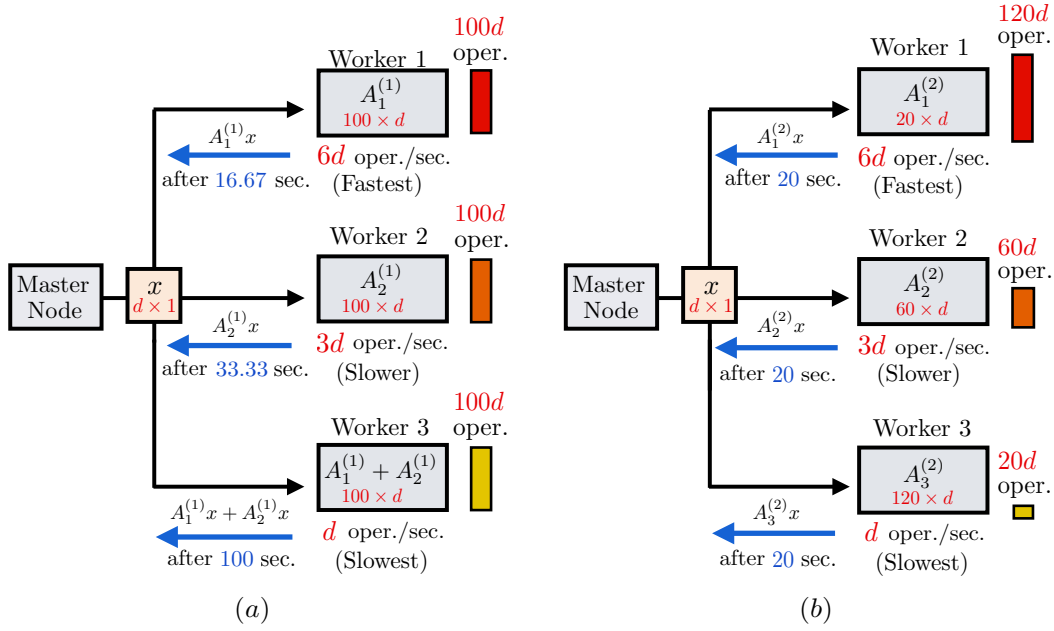 Worker 1
100d
oper.
A_1^{(1)}
100 × d
A_1^{(1)}x
6d oper./sec.
after 16.67 sec.
(Fastest)
Worker 2
100d
oper.
Master
Node
x
d × 1
A_2^{(1)}
100 × d
A_2^{(1)}x
3d oper./sec.
after 33.33 sec.
(Slower)
Worker 3
100d
oper.
A_1^{(1)} + A_2^{(1)}
100 × d
A_1^{(1)}x + A_2^{(1)}x
d oper./sec.
after 100 sec.
(Slowest)
(a)
Worker 1
120d
oper.
A_1^{(2)}
20 × d
A_1^{(2)}x
6d oper./sec.
after 20 sec.
(Fastest)
Worker 2
60d
oper.
Master
Node
x
d × 1
A_2^{(2)}
60 × d
A_2^{(2)}x
3d oper./sec.
after 20 sec.
(Slower)
Worker 3
20d
oper.
A_3^{(2)}
120 × d
A_3^{(2)}x
d oper./sec.
after 20 sec.
(Slowest)
(b)